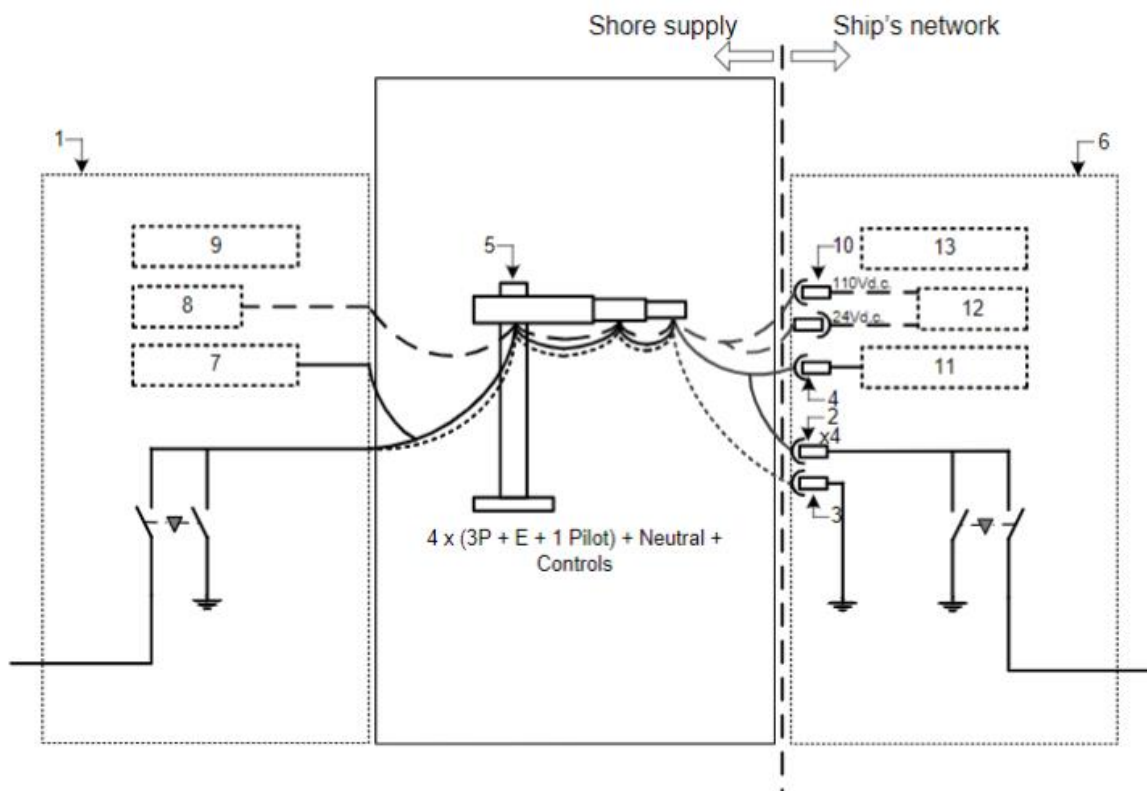 Shore supply
Ship's network
1
6
9
5
10
13
110Vd.c.
8
12
24Vd.c.
7
11
4
2
x4
3
4 x (3P + E + 1 Pilot) + Neutral +
Controls